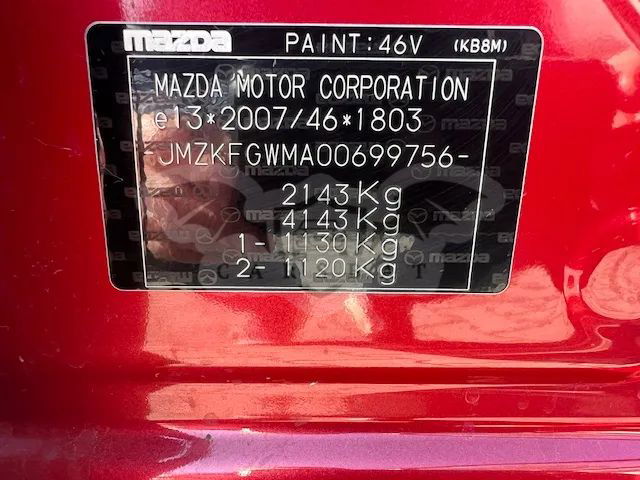 mazda PAINT:46V (KB8M)
MAZDA MOTOR CORPORATION
e13*2007/46*1803
-JMZKFGWMA00699756-
2143Kg
4143Kg
1- 1130Kg
2- 1120Kg